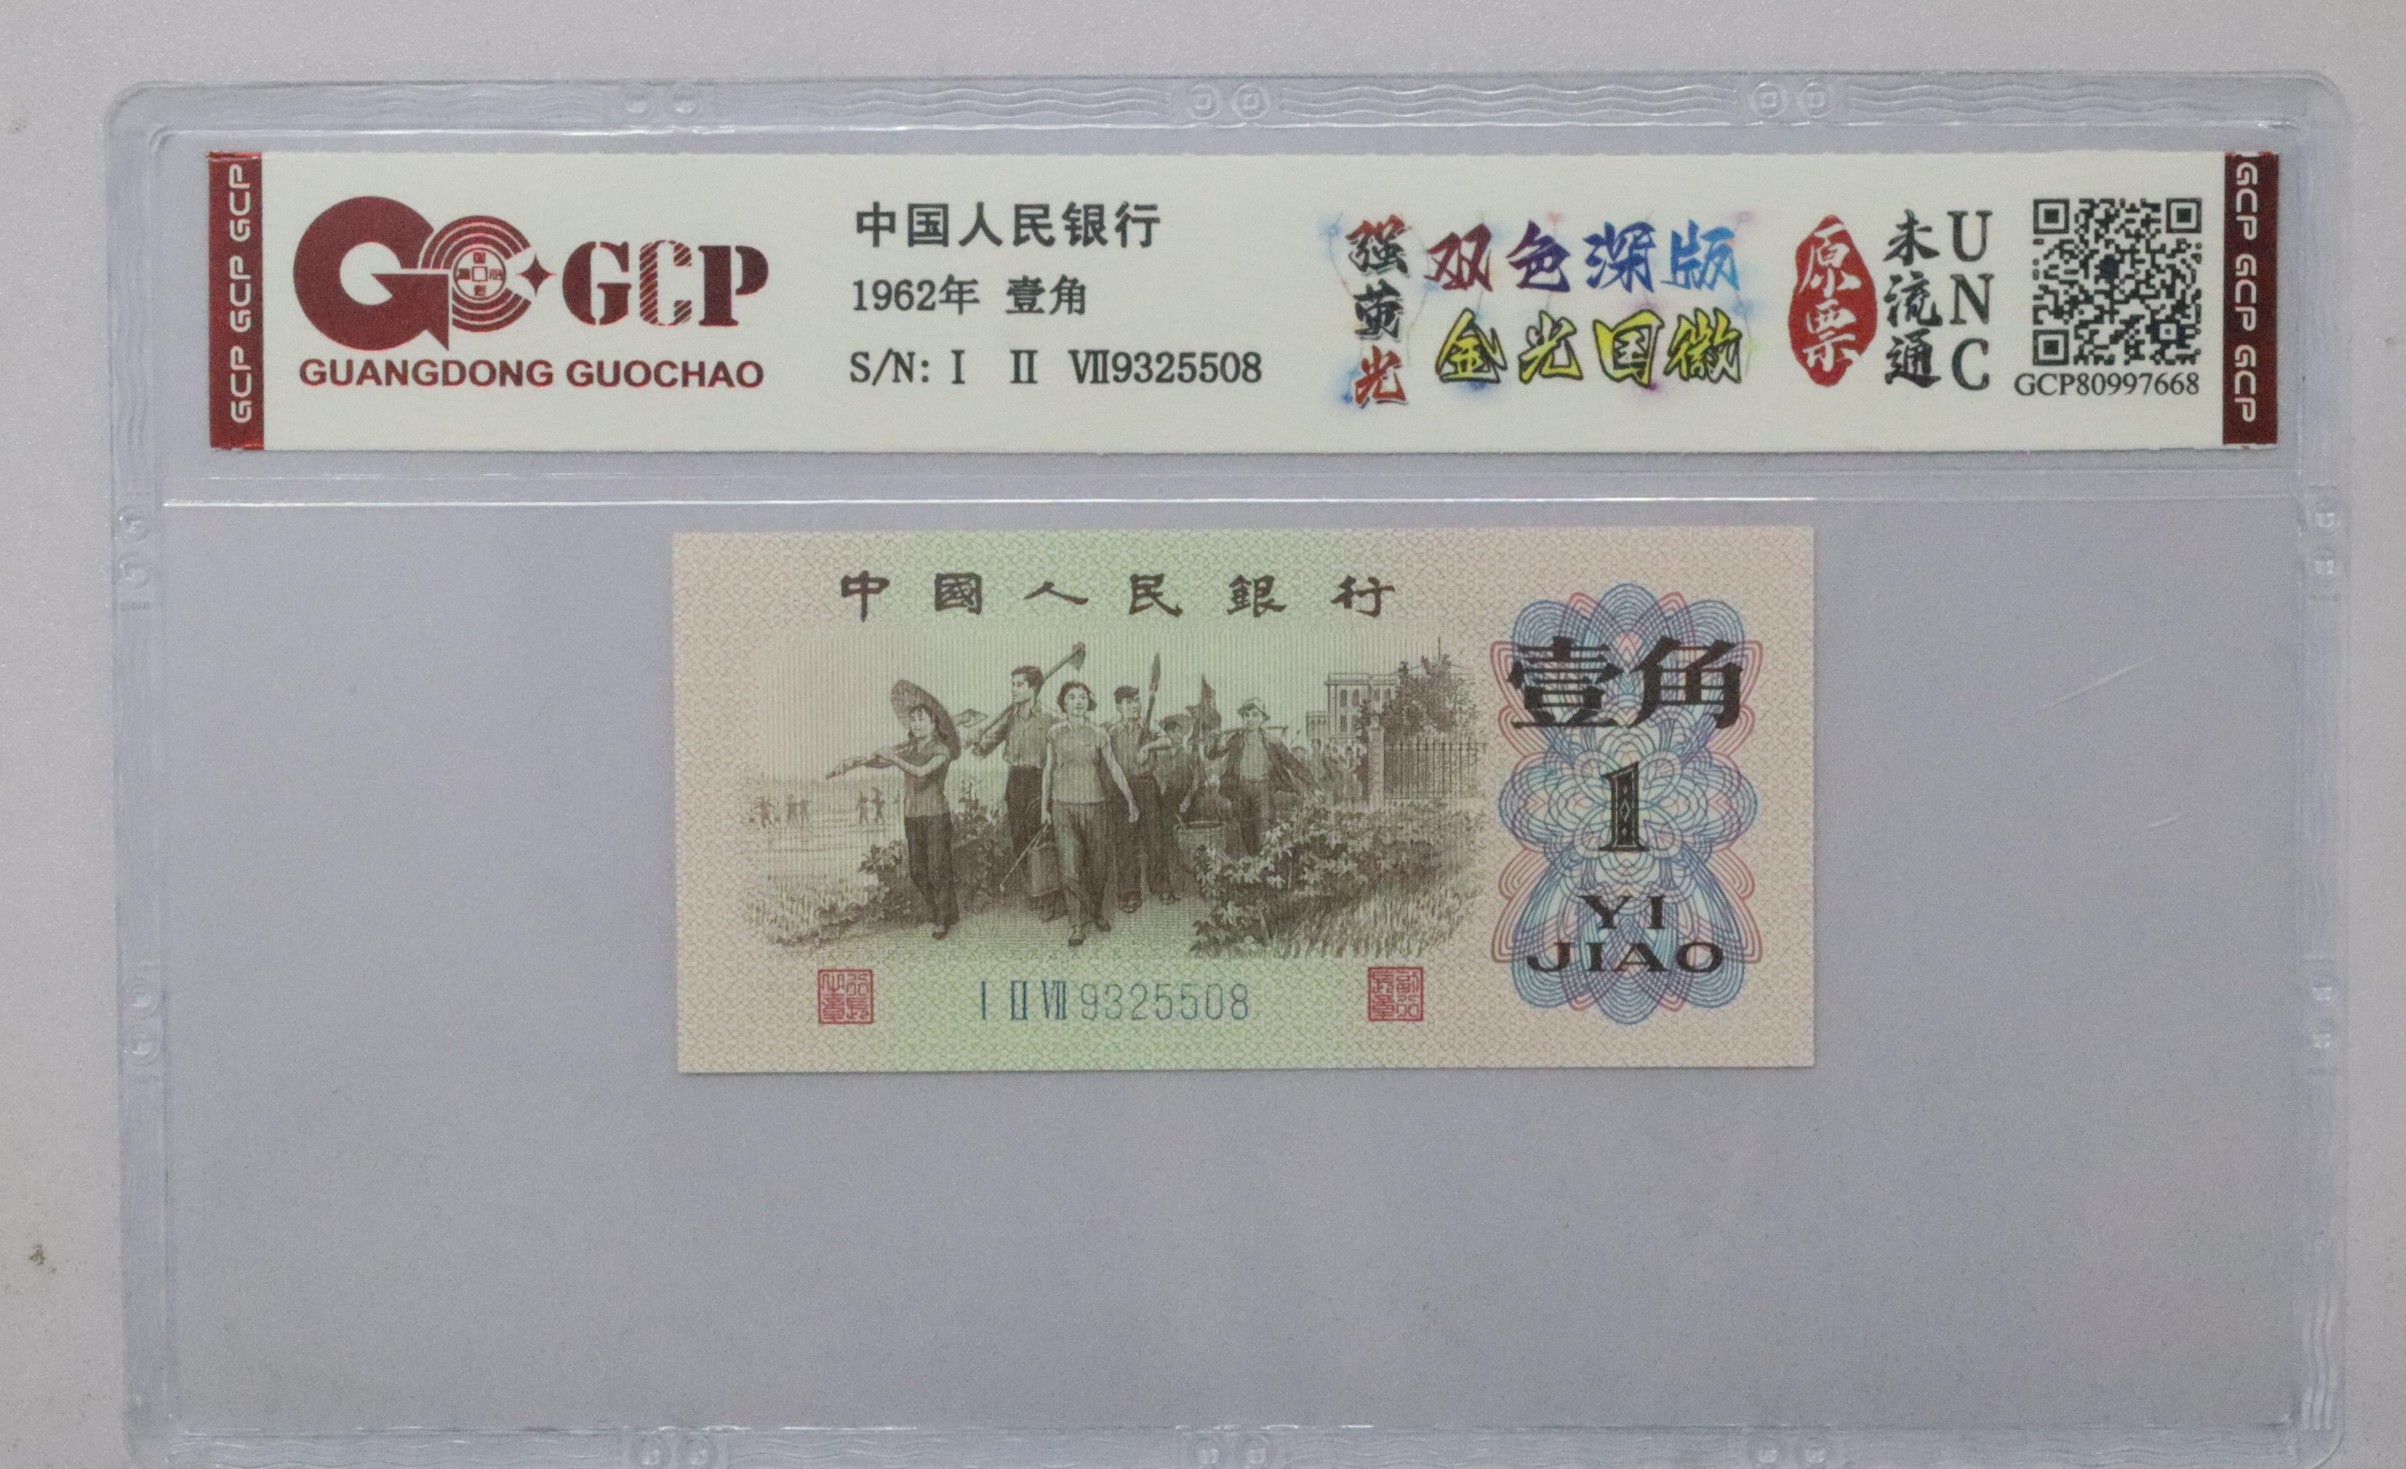 GCP GCP GCP
GCP
GUANGDONG GUOCHAO
中国人民银行
1962年 壹角
S/N: I II VII9325508
强荧光
双色深版
金光国徽
原票
未流通
UNC
GCP80997668
GCP GCP GCP
中國人民銀行
壹角
1
YI
JIAO
I II VII 9325508